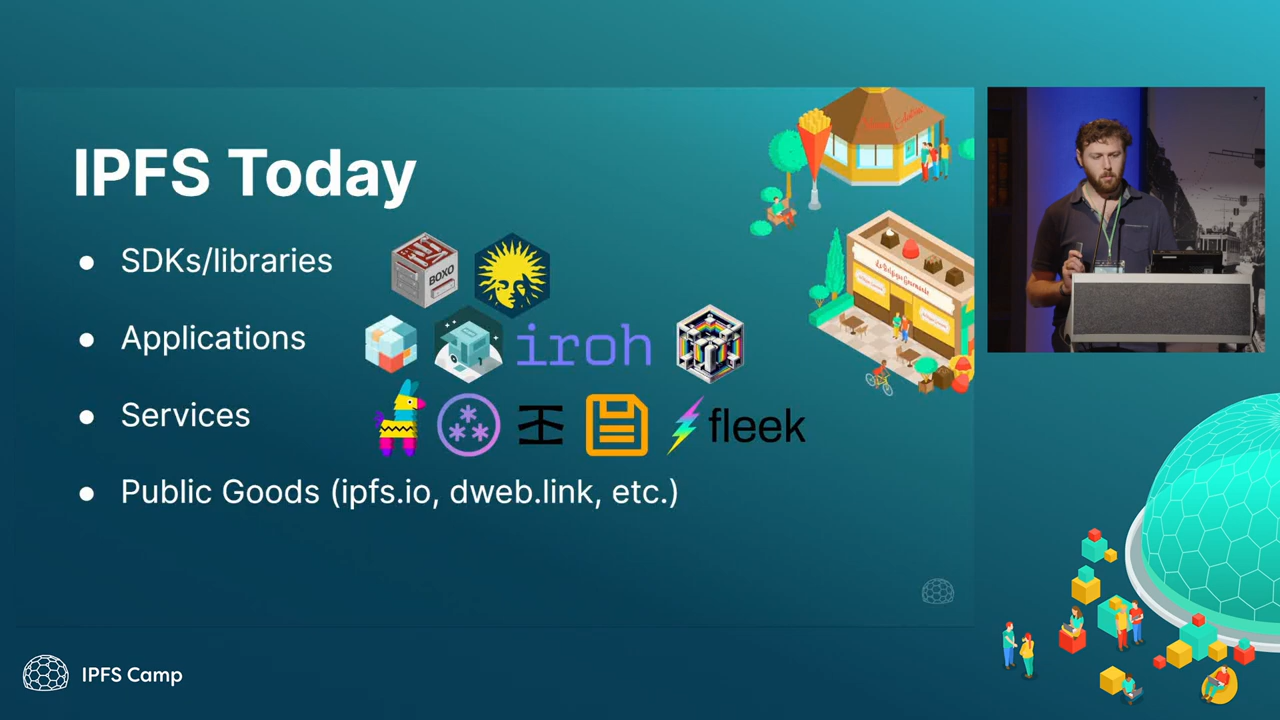 IPFS Today
● SDKs/libraries
BOXO
● Applications
iroh
● Services
fleek
● Public Goods (ipfs.io, dweb.link, etc.)
IPFS Camp